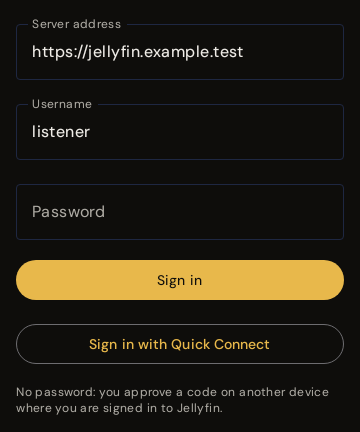 Server address
https://jellyfin.example.test
Username
listener
Password
Sign in
Sign in with Quick Connect
No password: you approve a code on another device
where you are signed in to Jellyfin.